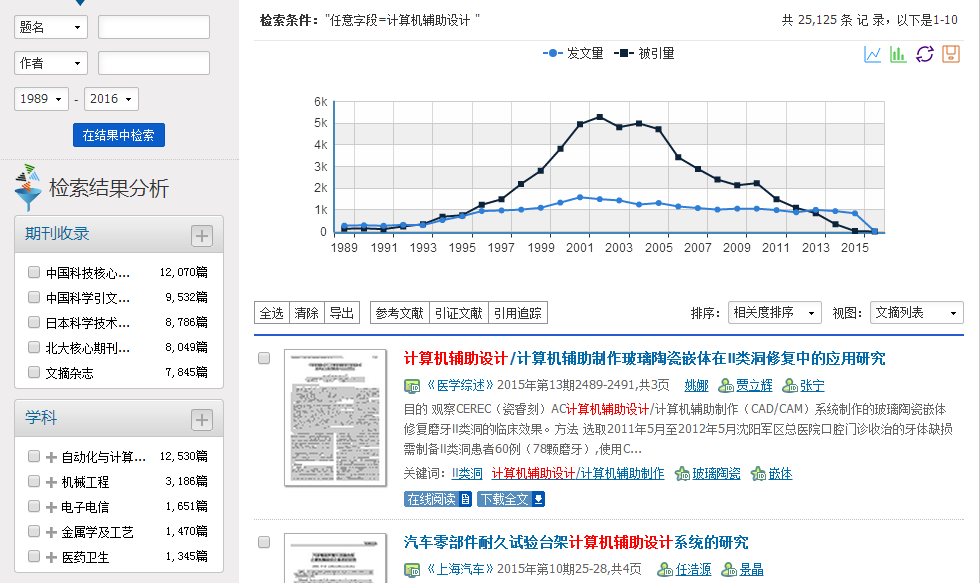 题名
作者
1989 - 2016
在结果中检索
检索结果分析
期刊收录
中国科技核心... 12,070篇
中国科学引文... 9,532篇
日本科学技术... 8,786篇
北大核心期刊... 8,049篇
文摘杂志 7,845篇
学科
自动化与计算... 12,530篇
机械工程 3,186篇
电子电信 1,651篇
金属学及工艺 1,470篇
医药卫生 1,345篇
检索条件："任意字段=计算机辅助设计 "
共 25,125 条 记 录，以下是1-10
发文量 被引量
6k
5k
4k
3k
2k
1k
0
1989 1991 1993 1995 1997 1999 2001 2003 2005 2007 2009 2011 2013 2015
全选 清除 导出 参考文献 引证文献 引用追踪 排序： 相关度排序 视图： 文摘列表
计算机辅助设计/计算机辅助制作玻璃陶瓷嵌体在II类洞修复中的应用研究
《医学综述》2015年第13期2489-2491,共3页 姚娜 贾立辉 张宁
目的 观察CEREC（瓷睿刻）AC计算机辅助设计/计算机辅助制作（CAD/CAM）系统制作的玻璃陶瓷嵌体
修复磨牙II类洞的临床效果。方法 选取2011年5月至2012年5月沈阳军区总医院口腔门诊收治的牙体缺损
需制备II类洞患者60例（78颗磨牙）,使用C...
关键词： II类洞 计算机辅助设计/计算机辅助制作 玻璃陶瓷 嵌体
在线阅读 下载全文
汽车零部件耐久试验台架计算机辅助设计系统的研究
《上海汽车》2015年第10期25-28,共4页 任浩源 景晶